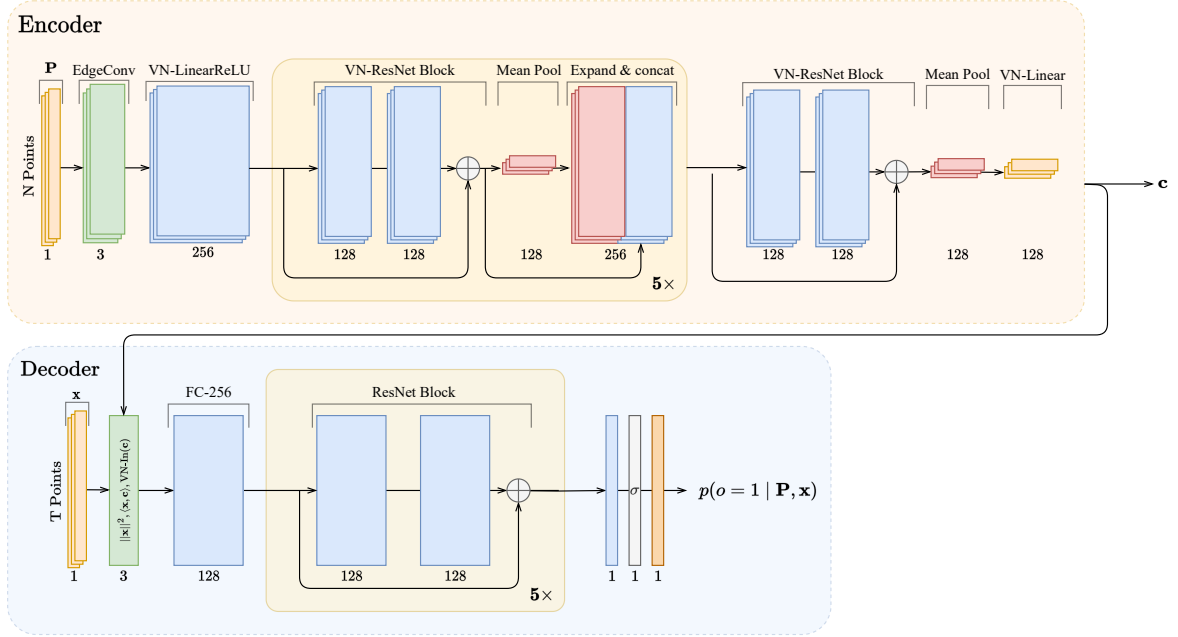 Encoder
P
EdgeConv
VN-LinearReLU
VN-ResNet Block
Mean Pool
Expand & concat
VN-ResNet Block
Mean Pool
VN-Linear
N Points
1
3
256
128
128
128
256
128
128
128
128
5×
c
Decoder
x
FC-256
ResNet Block
T Points
||x||², ⟨x, c⟩, VN-In(c)
σ
p(o = 1 | P, x)
1
3
128
128
128
1
1
1
5×